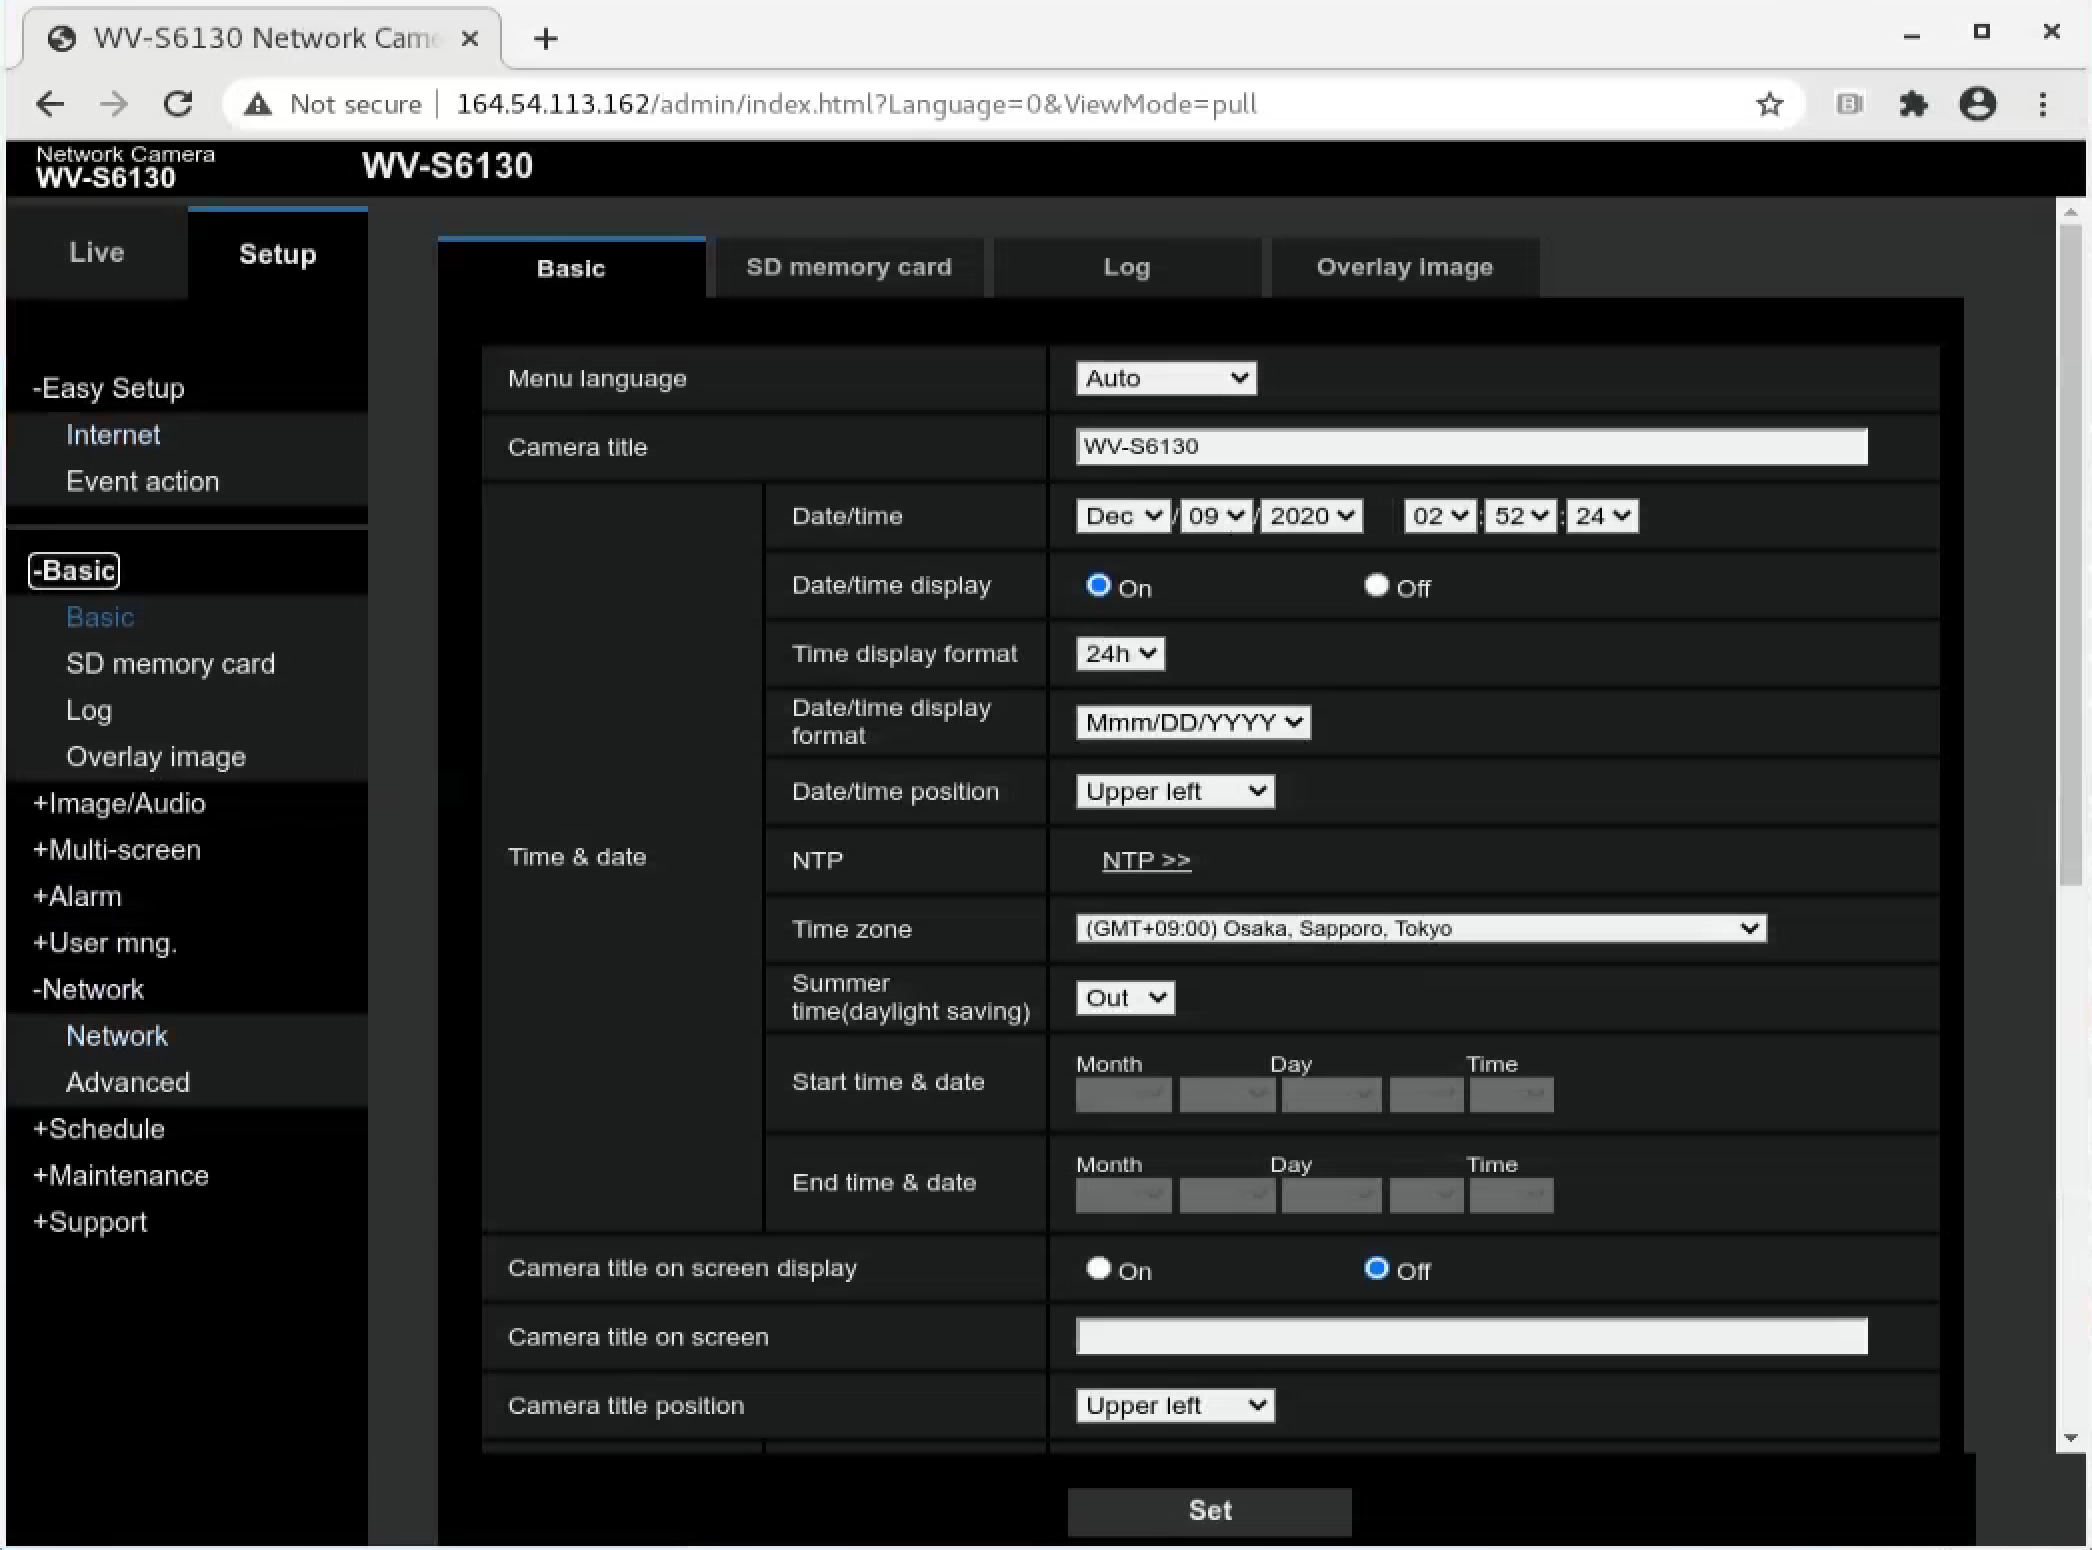 WV-S6130 Network Came
Not secure | 164.54.113.162/admin/index.html?Language=0&ViewMode=pull
Network Camera
WV-S6130
WV-S6130
Live
Setup
-Easy Setup
Internet
Event action
-Basic
Basic
SD memory card
Log
Overlay image
+Image/Audio
+Multi-screen
+Alarm
+User mng.
-Network
Network
Advanced
+Schedule
+Maintenance
+Support
Basic
SD memory card
Log
Overlay image
Menu language
Auto
Camera title
WV-S6130
Time & date
Date/time
Dec / 09 / 2020 02 : 52 : 24
Date/time display
On Off
Time display format
24h
Date/time display
format
Mmm/DD/YYYY
Date/time position
Upper left
NTP
NTP >>
Time zone
(GMT+09:00) Osaka, Sapporo, Tokyo
Summer
time(daylight saving)
Out
Start time & date
Month Day Time
End time & date
Month Day Time
Camera title on screen display
On Off
Camera title on screen
Camera title position
Upper left
Set